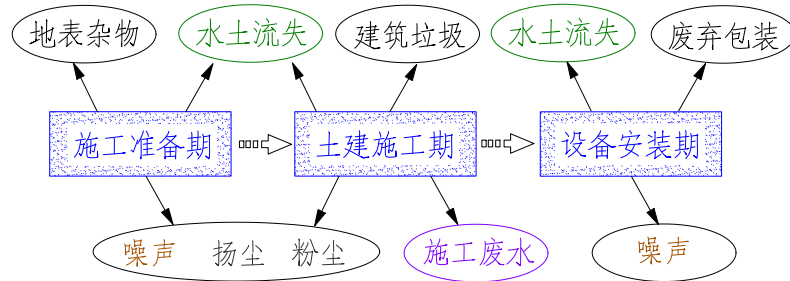 地表杂物 水土流失 建筑垃圾 水土流失 废弃包装
施工准备期 土建施工期 设备安装期
噪声 扬尘 粉尘 施工废水 噪声